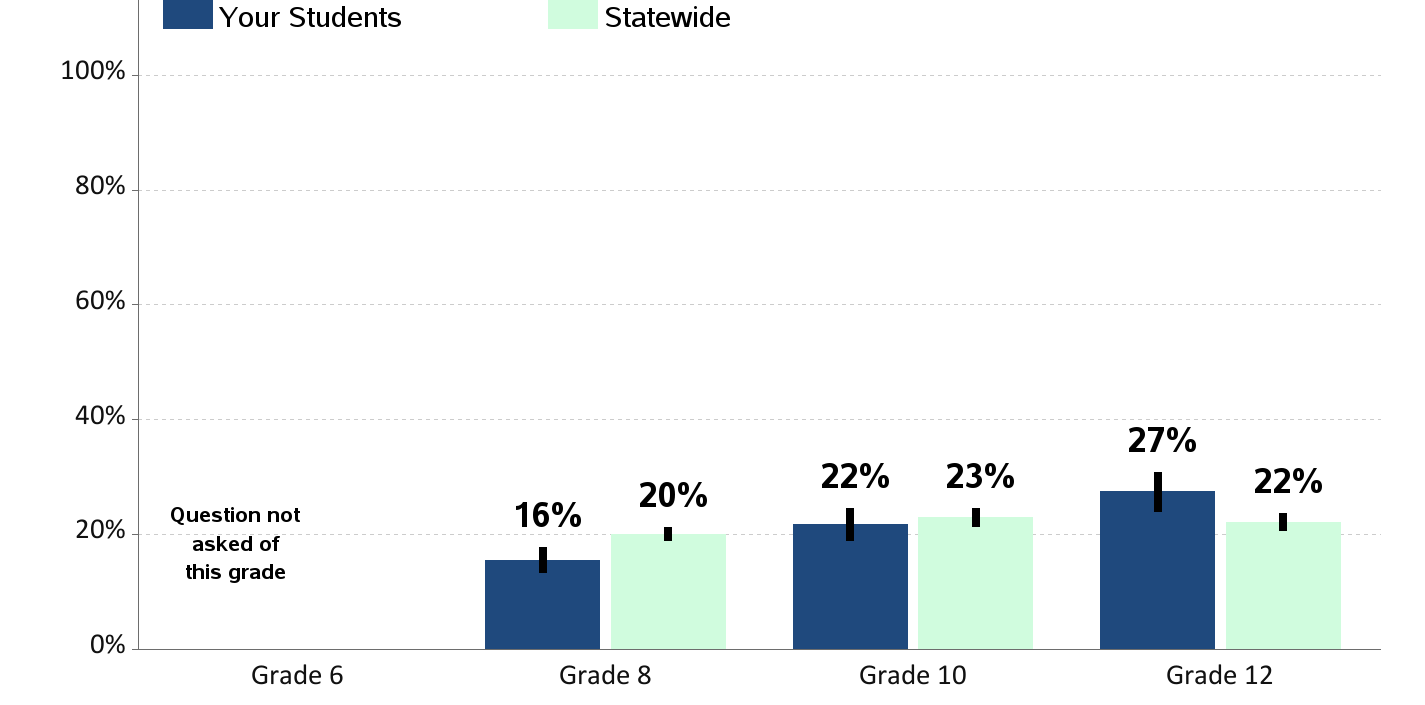 Your Students Statewide
100%
80%
60%
40%
20%
0%
Question not
asked of
this grade
16% 20% 22% 23% 27% 22%
Grade 6 Grade 8 Grade 10 Grade 12